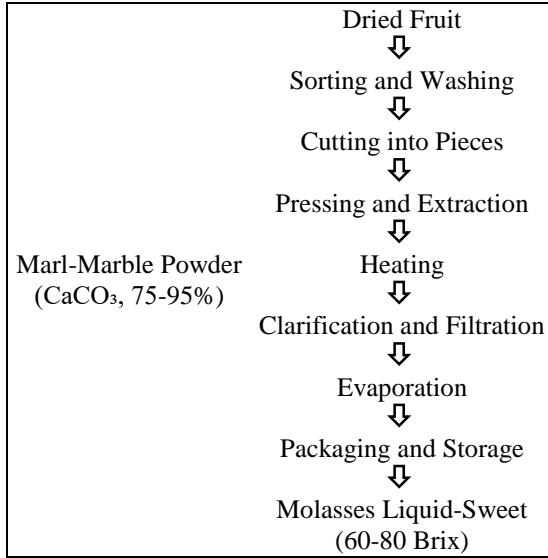 Dried Fruit
Sorting and Washing
Cutting into Pieces
Pressing and Extraction
Marl-Marble Powder
(CaCO₃, 75-95%)
Heating
Clarification and Filtration
Evaporation
Packaging and Storage
Molasses Liquid-Sweet
(60-80 Brix)